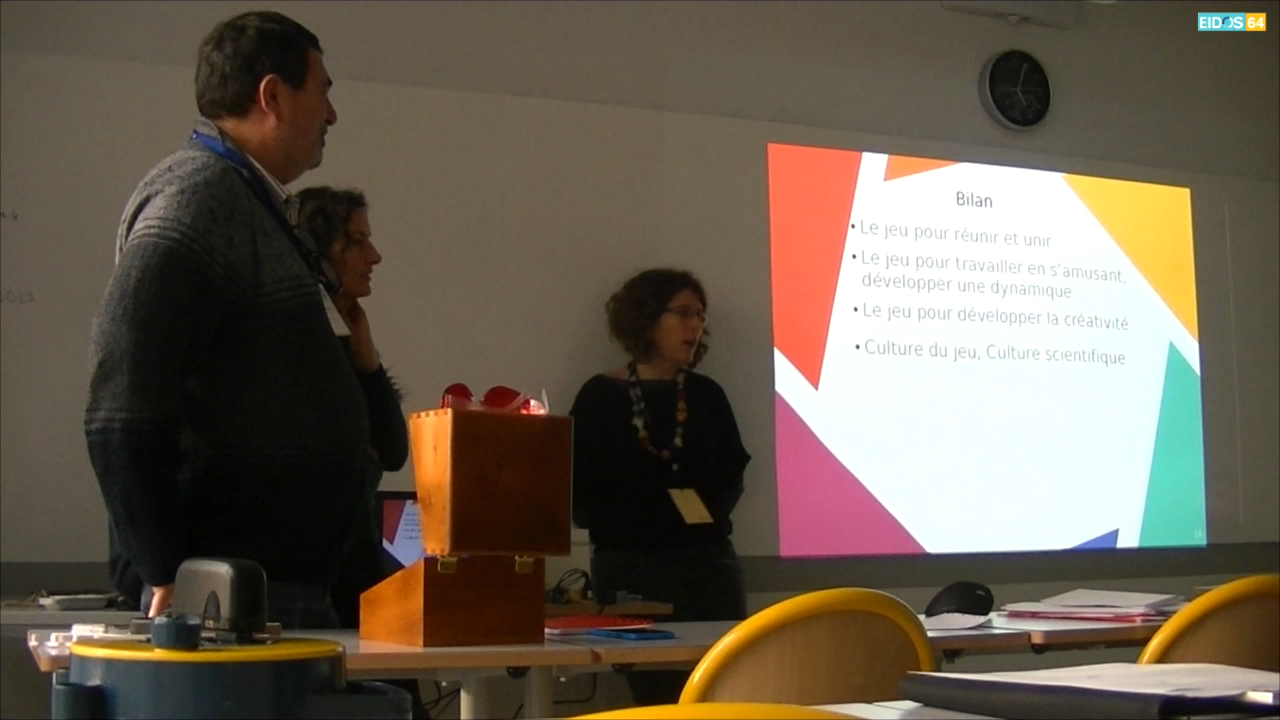 EIDOS 64
Bilan
• Le jeu pour réunir et unir
• Le jeu pour travailler en s'amusant,
développer une dynamique
• Le jeu pour développer la créativité
• Culture du jeu, Culture scientifique